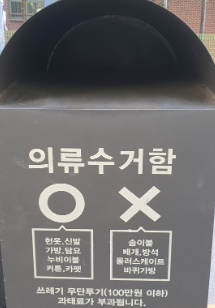 의류수거함
O X
헌옷,신발 솜이불
가방,담요 베개,방석
누비이불 롤러스케이트
커튼,카펫 바퀴가방
쓰레기 무단투기(100만원 이하)
과태료가 부과됩니다.